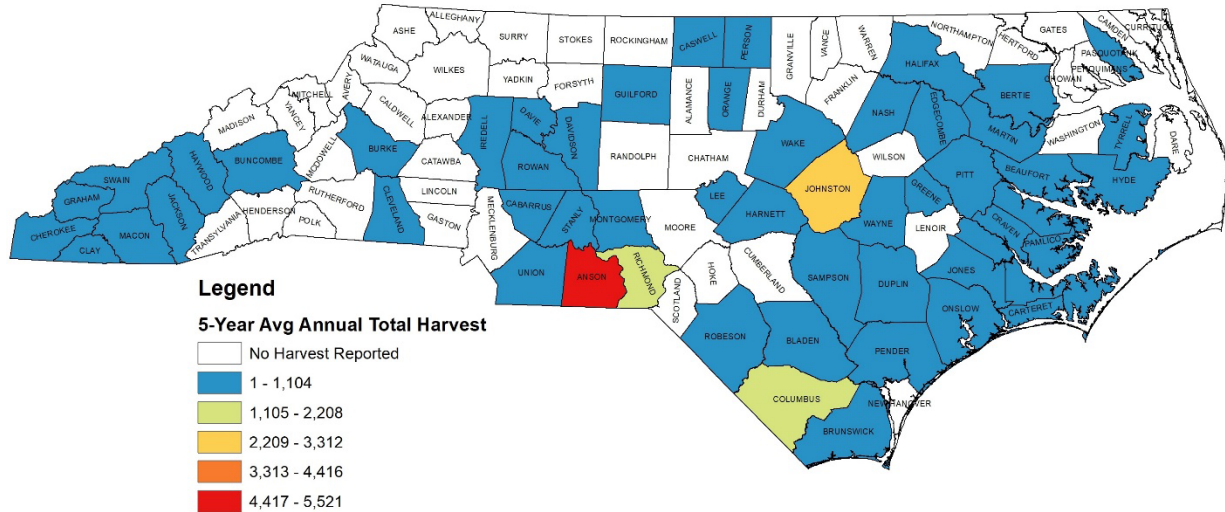 ALLEGHANY
ASHE
SURRY
STOKES
ROCKINGHAM
CASWELL
PERSON
GRANVILLE
VANCE
WARREN
NORTHAMPTON
HERTFORD
GATES
CAMDEN
CURRITUCK
PASQUOTANK
PERQUIMANS
CHOWAN
WATAUGA
WILKES
YADKIN
FORSYTH
GUILFORD
ALAMANCE
ORANGE
DURHAM
FRANKLIN
HALIFAX
BERTIE
MITCHELL
AVERY
YANCEY
CALDWELL
ALEXANDER
IREDELL
DAVIE
DAVIDSON
NASH
EDGECOMBE
MARTIN
WASHINGTON
TYRRELL
DARE
MADISON
BURKE
CATAWBA
ROWAN
RANDOLPH
CHATHAM
WAKE
WILSON
HAYWOOD
BUNCOMBE
MCDOWELL
SWAIN
GRAHAM
JACKSON
RUTHERFORD
CLEVELAND
LINCOLN
GASTON
MECKLENBURG
CABARRUS
STANLY
MONTGOMERY
MOORE
LEE
HARNETT
JOHNSTON
WAYNE
GREENE
PITT
BEAUFORT
HYDE
CHEROKEE
CLAY
MACON
TRANSYLVANIA
HENDERSON
POLK
LENOIR
CRAVEN
PAMLICO
UNION
ANSON
RICHMOND
SCOTLAND
HOKE
CUMBERLAND
SAMPSON
DUPLIN
JONES
ONSLOW
CARTERET
ROBESON
BLADEN
PENDER
COLUMBUS
NEW HANOVER
BRUNSWICK
Legend
5-Year Avg Annual Total Harvest
No Harvest Reported
1 - 1,104
1,105 - 2,208
2,209 - 3,312
3,313 - 4,416
4,417 - 5,521